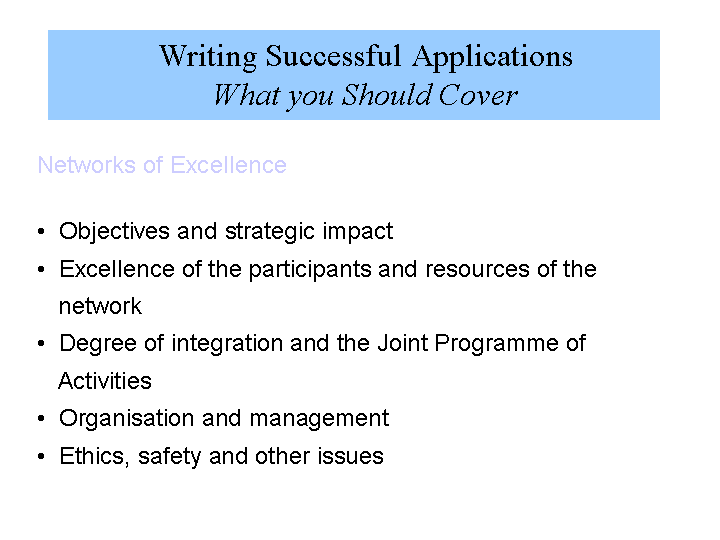 Writing Successful Applications
What you Should Cover
Networks of Excellence
• Objectives and strategic impact
• Excellence of the participants and resources of the
network
• Degree of integration and the Joint Programme of
Activities
• Organisation and management
• Ethics, safety and other issues